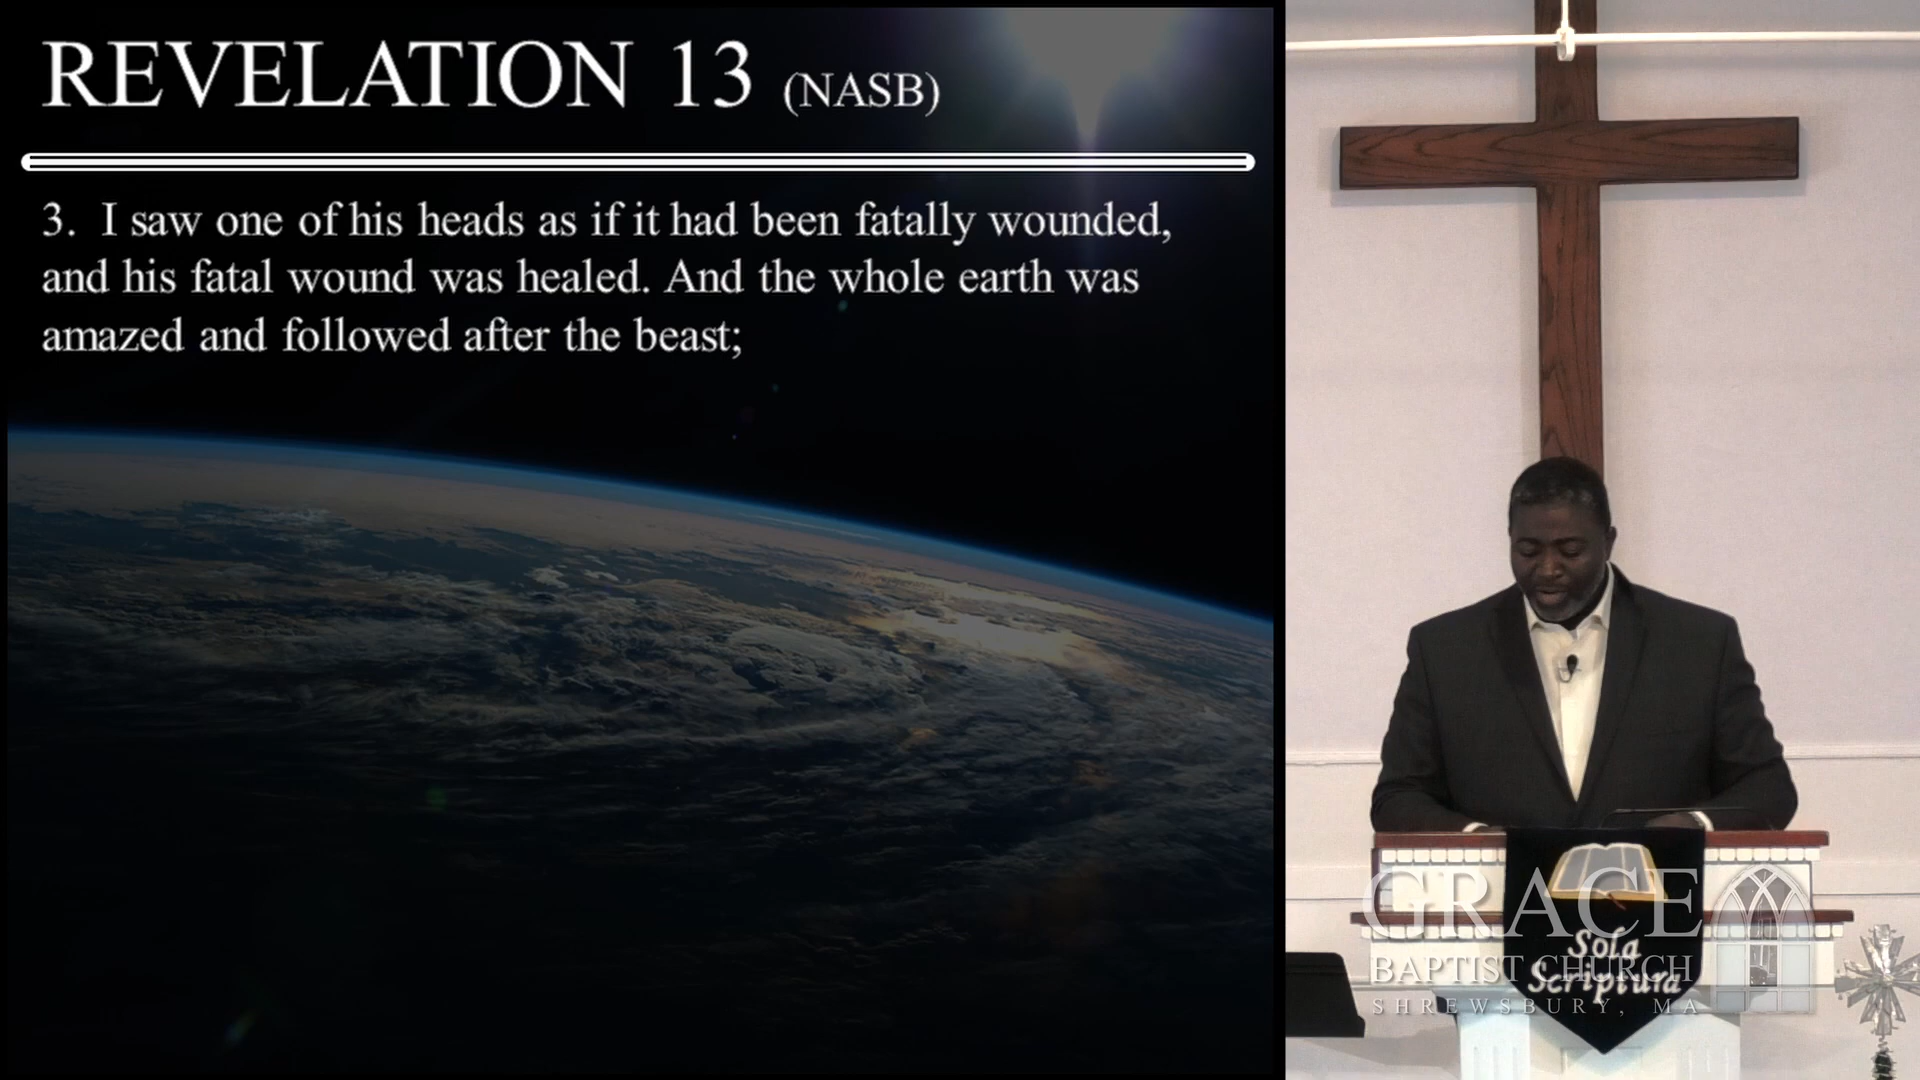 REVELATION 13 (NASB)
3. I saw one of his heads as if it had been fatally wounded,
and his fatal wound was healed. And the whole earth was
amazed and followed after the beast;
GRACE
Sola
BAPTIST CHURCH
Scriptura
SHREWSBURY, MA